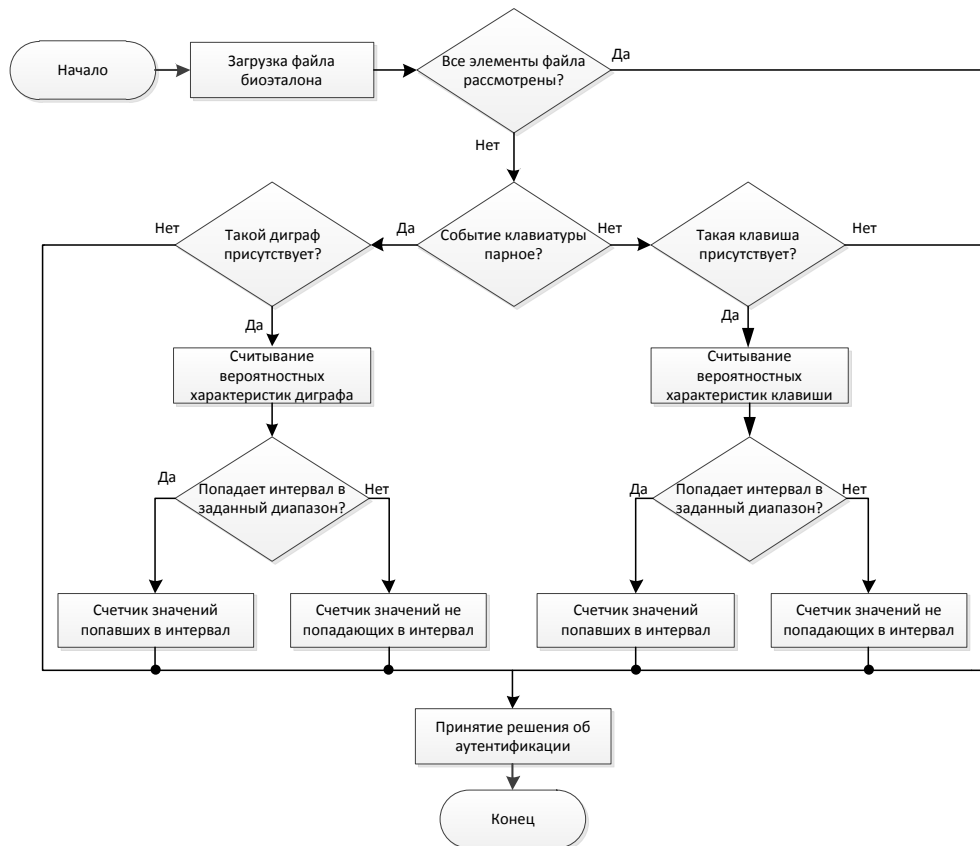 Начало
Загрузка файла
биоэталона
Все элементы файла
рассмотрены?
Да
Нет
Нет
Такой диграф
присутствует?
Да
Событие клавиатуры
парное?
Нет
Такая клавиша
присутствует?
Нет
Да
Да
Считывание
вероятностных
характеристик диграфа
Считывание
вероятностных
характеристик клавиши
Да
Попадает интервал в
заданный диапазон?
Нет
Да
Попадает интервал в
заданный диапазон?
Нет
Счетчик значений
попавших в интервал
Счетчик значений не
попадающих в интервал
Счетчик значений
попавших в интервал
Счетчик значений не
попадающих в интервал
Принятие решения об
аутентификации
Конец